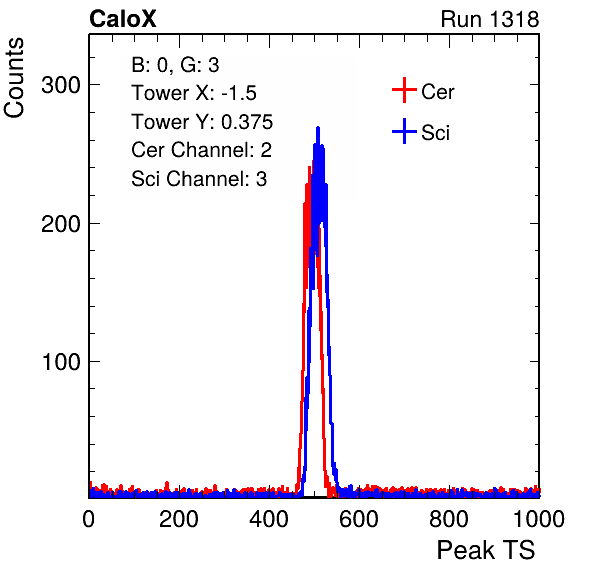 CaloX Run 1318
Counts
B: 0, G: 3
Tower X: -1.5
Tower Y: 0.375
Cer Channel: 2
Sci Channel: 3
Cer
Sci
300
200
100
0 200 400 600 800 1000
Peak TS